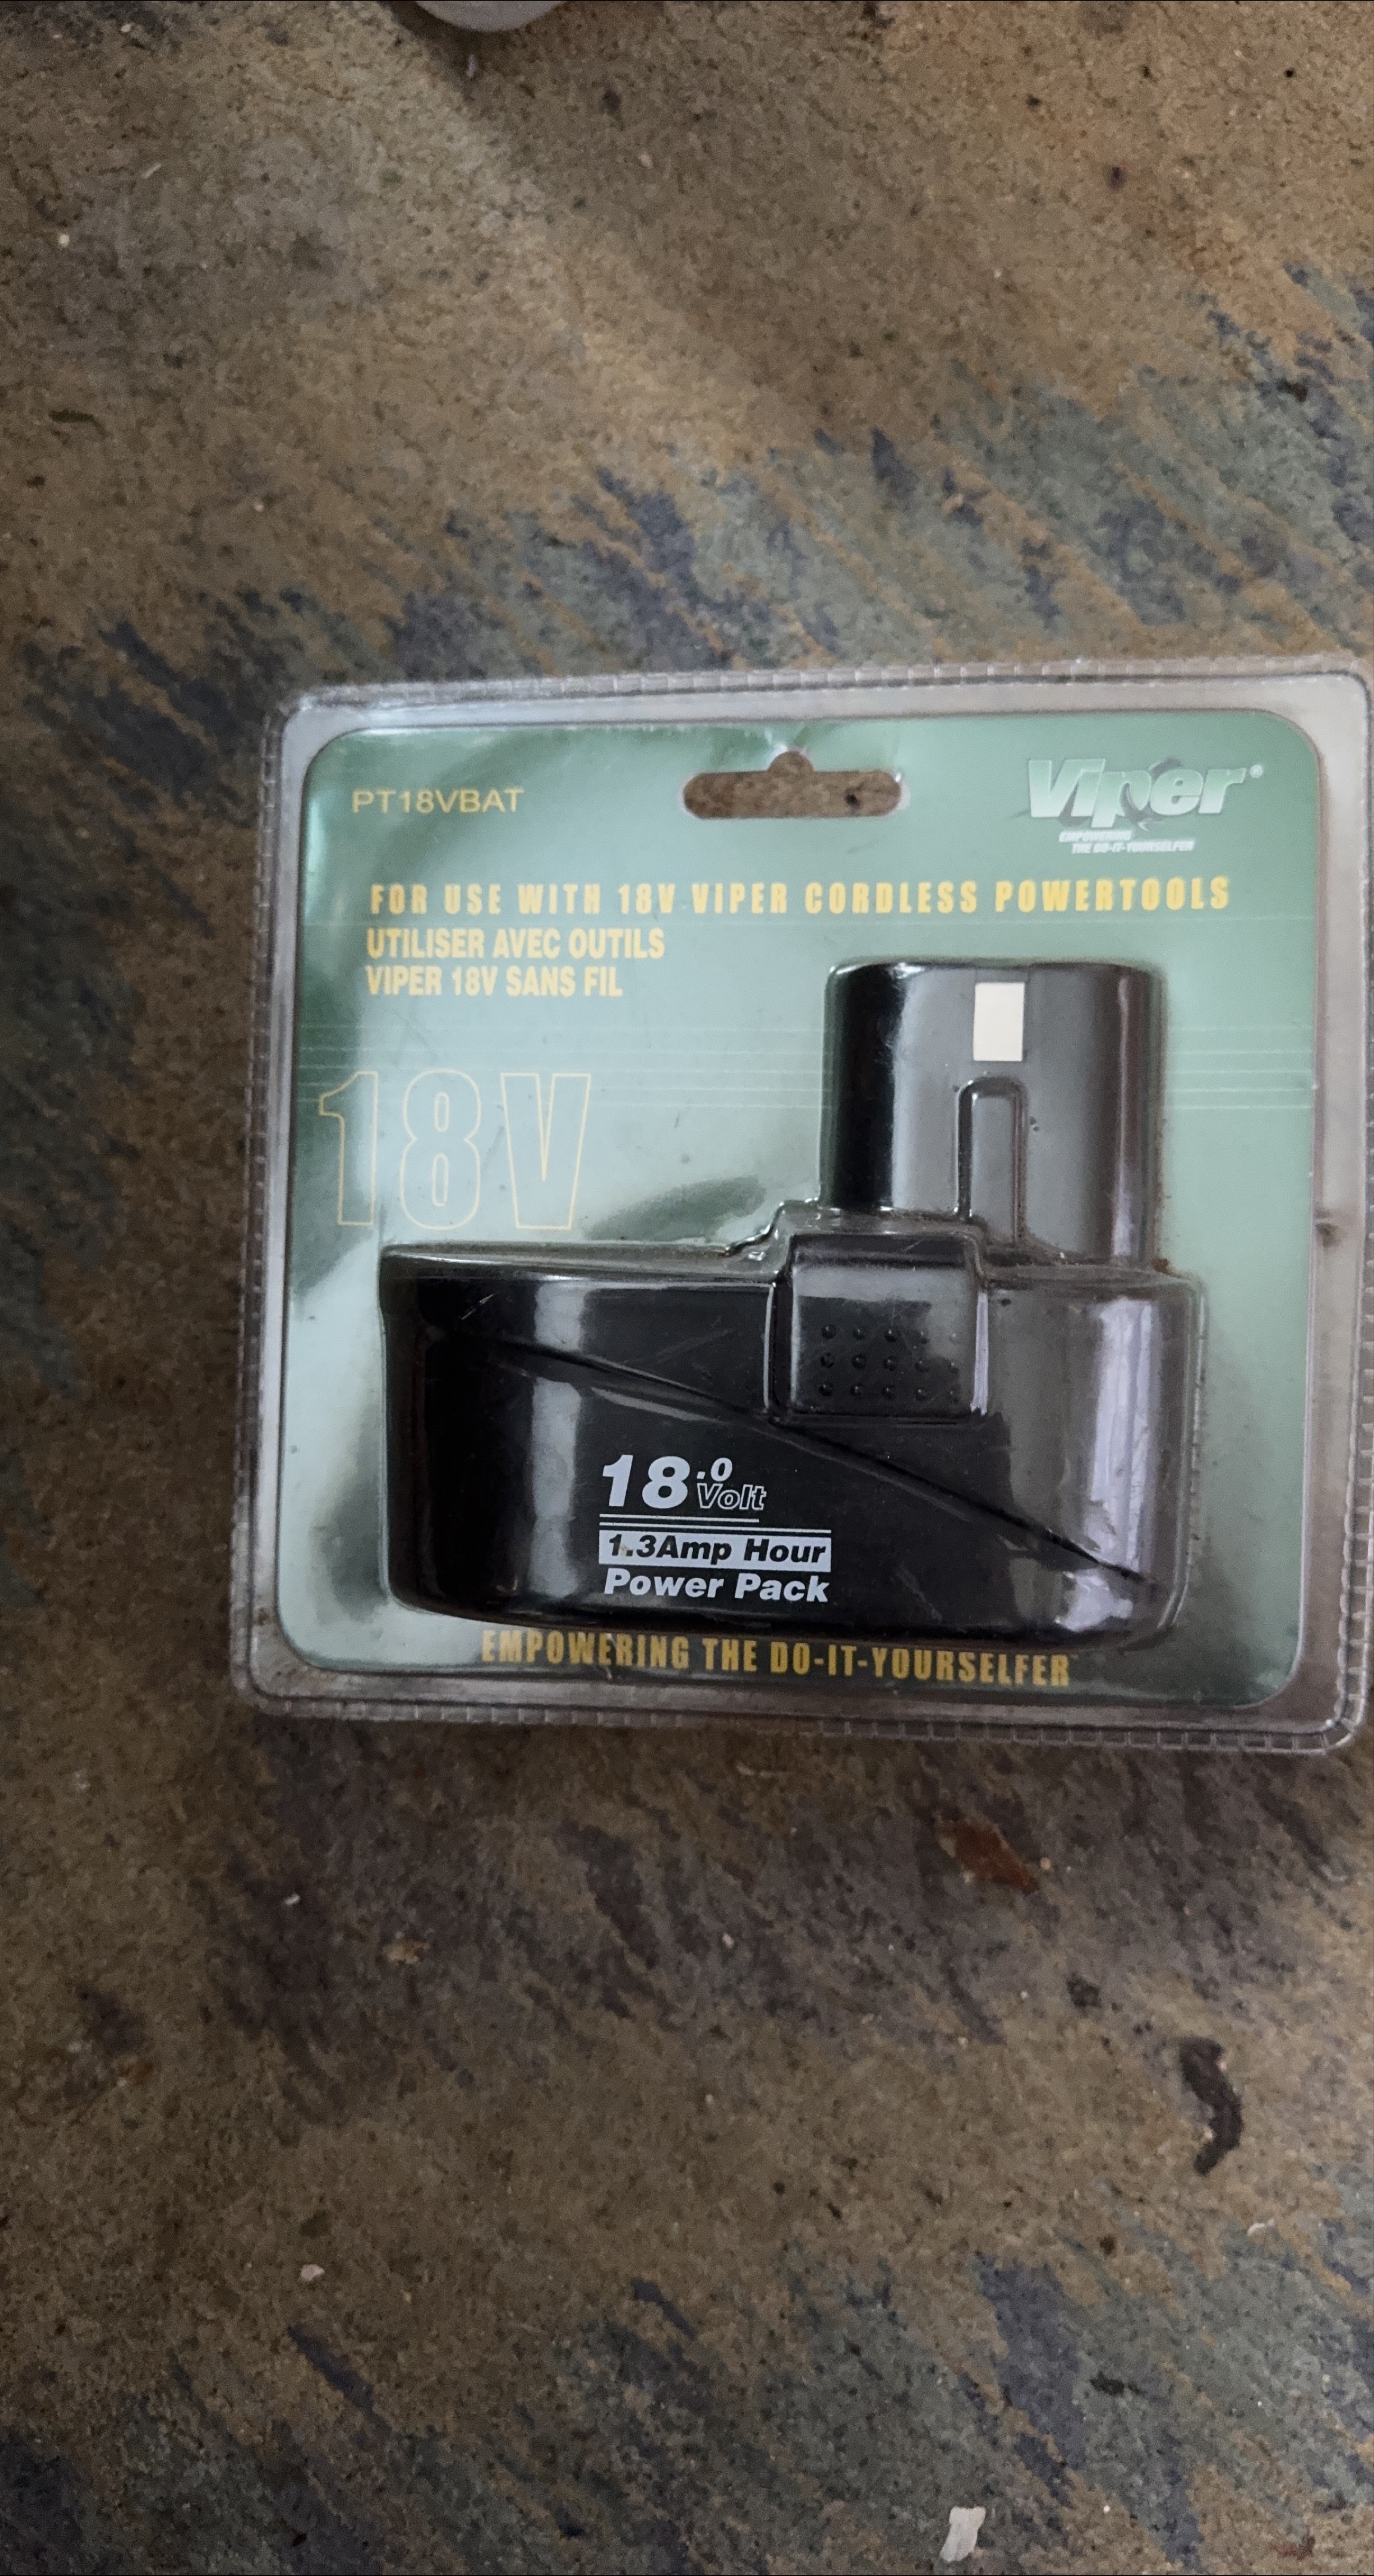 PT18VBAT
Viper®
EMPOWERING
THE DO-IT-YOURSELFER
FOR USE WITH 18V VIPER CORDLESS POWERTOOLS
UTILISER AVEC OUTILS
VIPER 18V SANS FIL
18V
18.0 Volt
1.3Amp Hour
Power Pack
EMPOWERING THE DO-IT-YOURSELFER